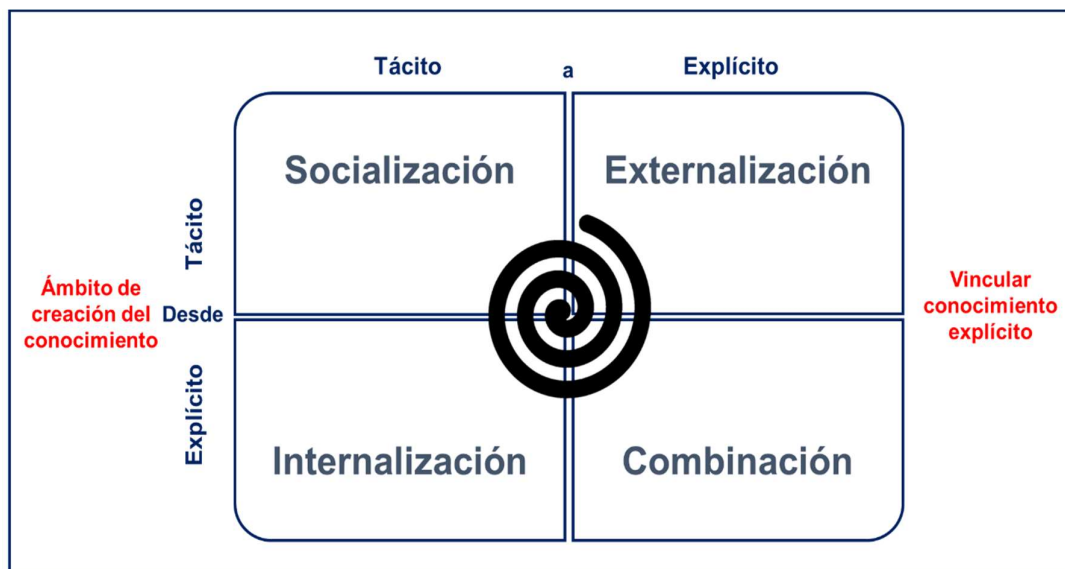 Tácito a Explícito
Socialización
Externalización
Tácito
Ámbito de
creación del
conocimiento
Desde
Vincular
conocimiento
explícito
Explícito
Internalización
Combinación